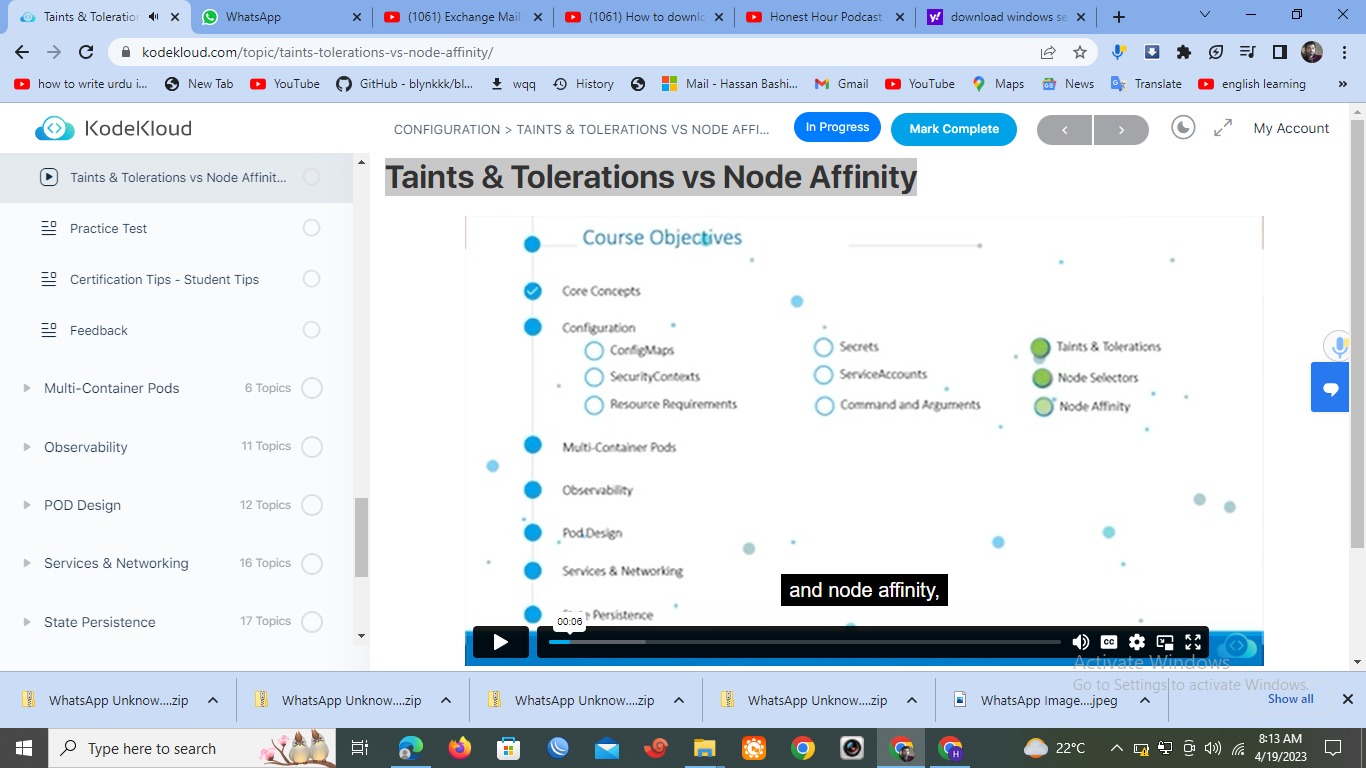 Taints & Toleration
WhatsApp
(1061) Exchange Mail
(1061) How to downlo
Honest Hour Podcast
download windows se
kodekloud.com/topic/taints-tolerations-vs-node-affinity/
how to write urdu i...
New Tab
YouTube
GitHub - blynkkk/bl...
wqq
History
Mail - Hassan Bashi...
Gmail
YouTube
Maps
News
Translate
english learning
»
KodeKloud
CONFIGURATION > TAINTS & TOLERATIONS VS NODE AFFI...
In Progress
Mark Complete
My Account
Taints & Tolerations vs Node Affinit...
Practice Test
Certification Tips - Student Tips
Feedback
Multi-Container Pods
6 Topics
Observability
11 Topics
POD Design
12 Topics
Services & Networking
16 Topics
State Persistence
17 Topics
Taints & Tolerations vs Node Affinity
Course Objectives
Core Concepts
Configuration
ConfigMaps
Secrets
Taints & Tolerations
SecurityContexts
ServiceAccounts
Node Selectors
Resource Requirements
Command and Arguments
Node Affinity
Multi-Container Pods
Observability
Pod Design
Services & Networking
Persistence
and node affinity,
00:06
CC
Activate Windows
Go to Settings to activate Windows.
WhatsApp Unknow....zip
WhatsApp Unknow....zip
WhatsApp Unknow....zip
WhatsApp Unknow....zip
WhatsApp Image....jpeg
Show all
Type here to search
22°C
8:13 AM
4/19/2023